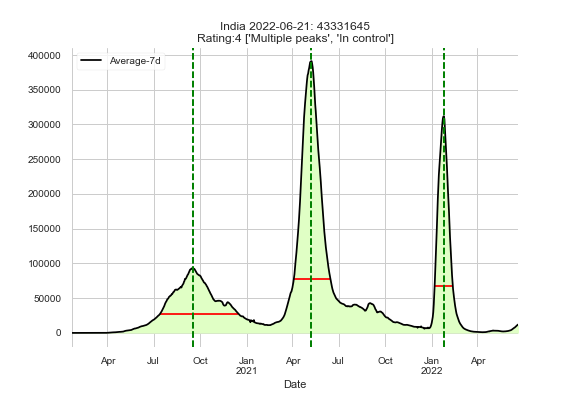 India 2022-06-21: 43331645
Rating:4 ['Multiple peaks', 'In control']
Average-7d
400000
350000
300000
250000
200000
150000
100000
50000
0
Apr Jul Oct Jan Apr Jul Oct Jan Apr
2021 2022
Date